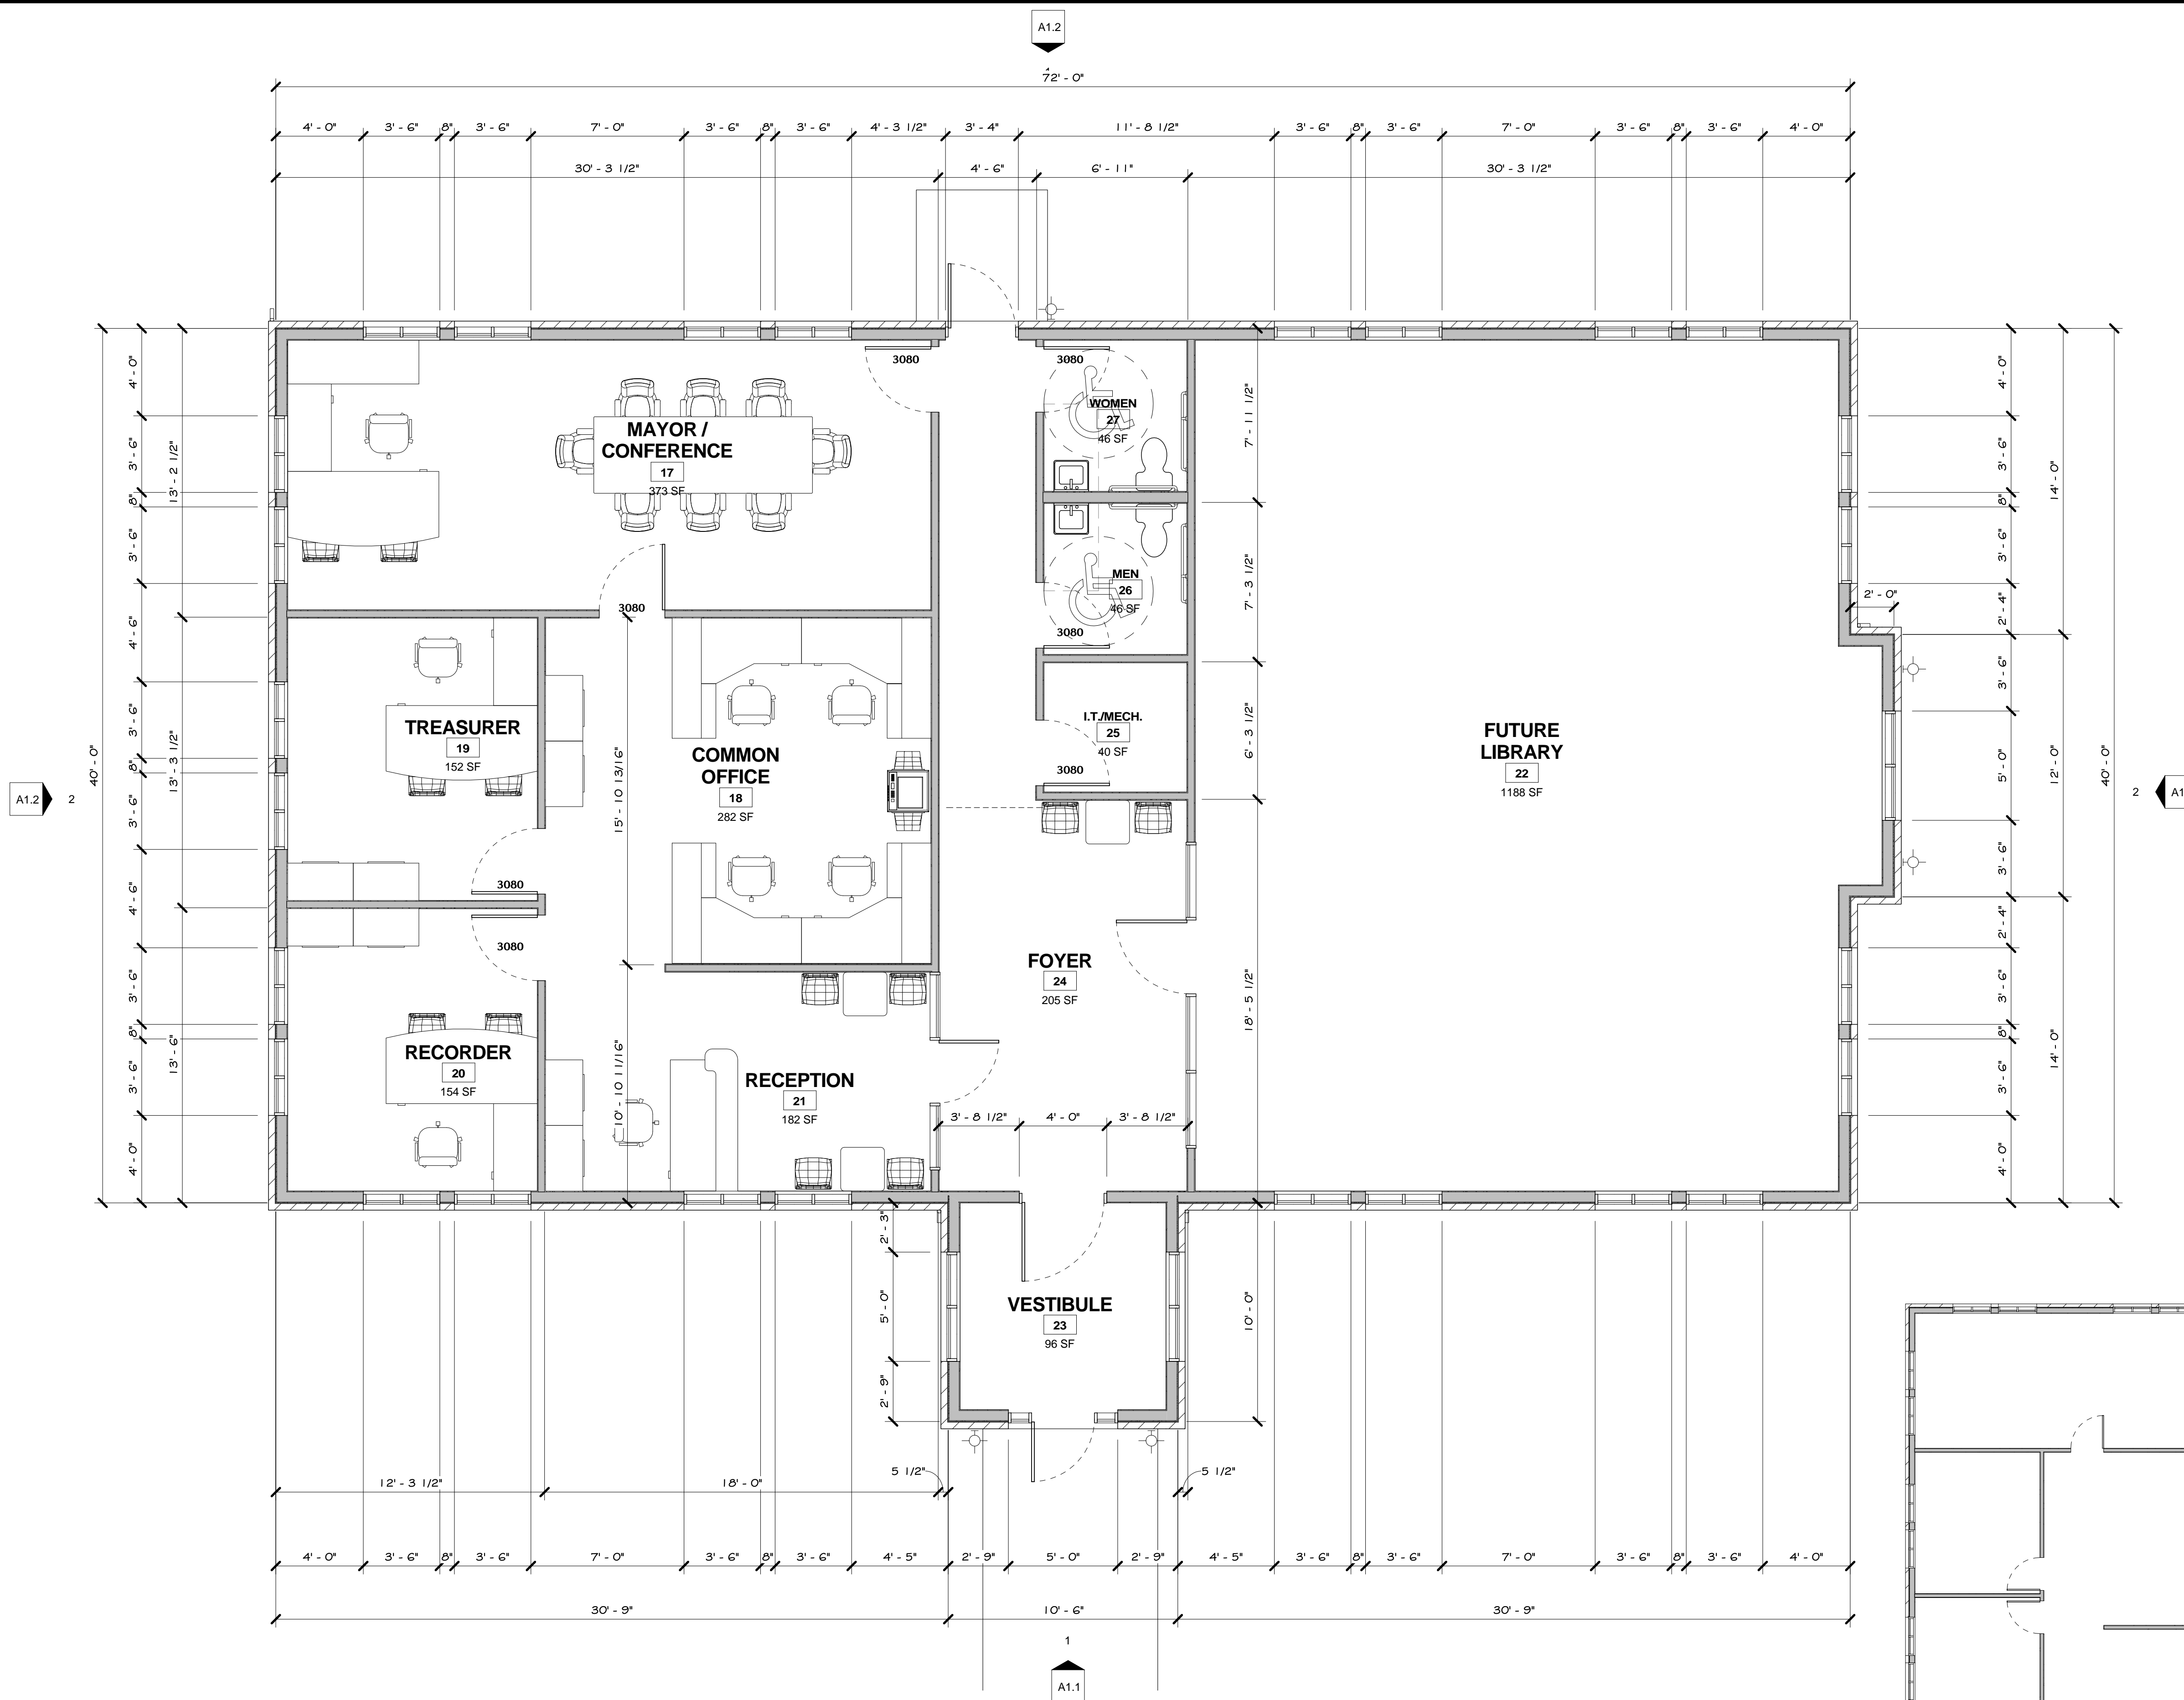 A1.2
72' - 0"
4' - 0" 3' - 6" 8" 3' - 6" 7' - 0" 3' - 6" 8" 3' - 6" 4' - 3 1/2" 3' - 4" 11' - 8 1/2" 3' - 6" 8" 3' - 6" 7' - 0" 3' - 6" 8" 3' - 6" 4' - 0"
30' - 3 1/2" 4' - 6" 6' - 11" 30' - 3 1/2"
3080
3080
MAYOR /
CONFERENCE
17
373 SF
WOMEN
27
46 SF
MEN
26
46 SF
3080
3080
TREASURER
19
152 SF
3080
COMMON
OFFICE
18
282 SF
I.T./MECH.
25
40 SF
3080
FUTURE
LIBRARY
22
1188 SF
3080
RECORDER
20
154 SF
RECEPTION
21
182 SF
FOYER
24
205 SF
VESTIBULE
23
96 SF
40' - 0"
4' - 0"
3' - 6"
8"
3' - 6"
4' - 6"
3' - 6"
8"
3' - 6"
4' - 6"
3' - 6"
8"
3' - 6"
4' - 0"
13' - 2 1/2"
13' - 3 1/2"
13' - 6"
15' - 10 13/16"
10' - 10 11/16"
7' - 11 1/2"
7' - 3 1/2"
6' - 3 1/2"
18' - 5 1/2"
10' - 0"
3' - 8 1/2" 4' - 0" 3' - 8 1/2"
2' - 3"
5' - 0"
2' - 9"
2' - 0"
4' - 0"
3' - 6"
8"
3' - 6"
2' - 4"
3' - 6"
5' - 0"
3' - 6"
2' - 4"
3' - 6"
8"
3' - 6"
4' - 0"
14' - 0"
12' - 0"
14' - 0"
40' - 0"
A1.2 2
2 A1
12' - 3 1/2" 18' - 0" 5 1/2" 5 1/2"
4' - 0" 3' - 6" 8" 3' - 6" 7' - 0" 3' - 6" 8" 3' - 6" 4' - 5" 2' - 9" 5' - 0" 2' - 9" 4' - 5" 3' - 6" 8" 3' - 6" 7' - 0" 3' - 6" 8" 3' - 6" 4' - 0"
30' - 9" 10' - 6" 30' - 9"
1
A1.1